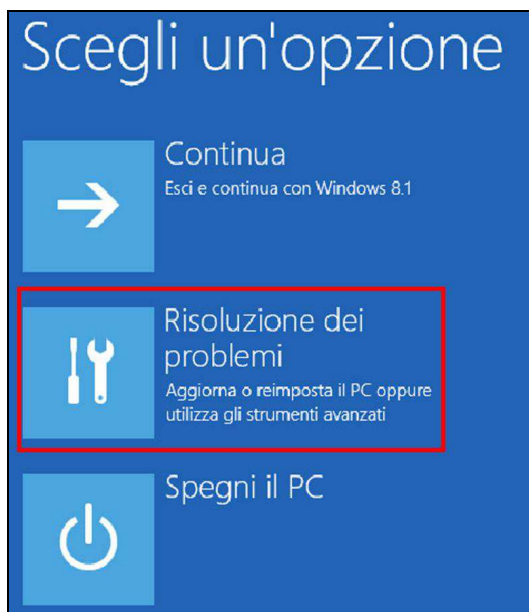 Scegli un'opzione
Continua
Esci e continua con Windows 8.1
Risoluzione dei
problemi
Aggiorna o reimposta il PC oppure
utilizza gli strumenti avanzati
Spegni il PC